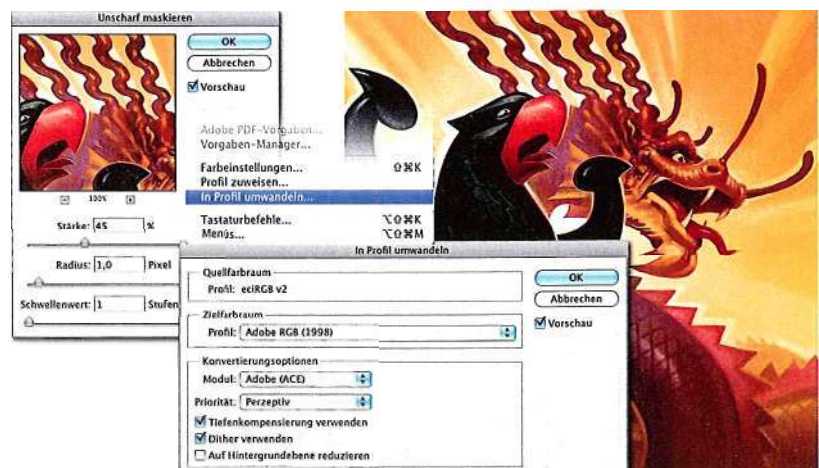 Unscharf maskieren
OK
Abbrechen
Vorschau
100%
Stärke: 45 %
Radius: 1,0 Pixel
Schwellenwert: 1 Stufen
Adobe PDF-Vorgaben...
Vorgaben-Manager...
Farbeinstellungen... ⇧⌘K
Profil zuweisen...
In Profil umwandeln...
Tastaturbefehle... ⌥⇧⌘K
Menüs... ⌥⇧⌘M
In Profil umwandeln
Quellfarbraum
Profil: eciRGB v2
Zielfarbraum
Profil: Adobe RGB (1998)
Konvertierungsoptionen
Modul: Adobe (ACE)
Priorität: Perzeptiv
Tiefenkompensierung verwenden
Dither verwenden
Auf Hintergrundebene reduzieren
OK
Abbrechen
Vorschau